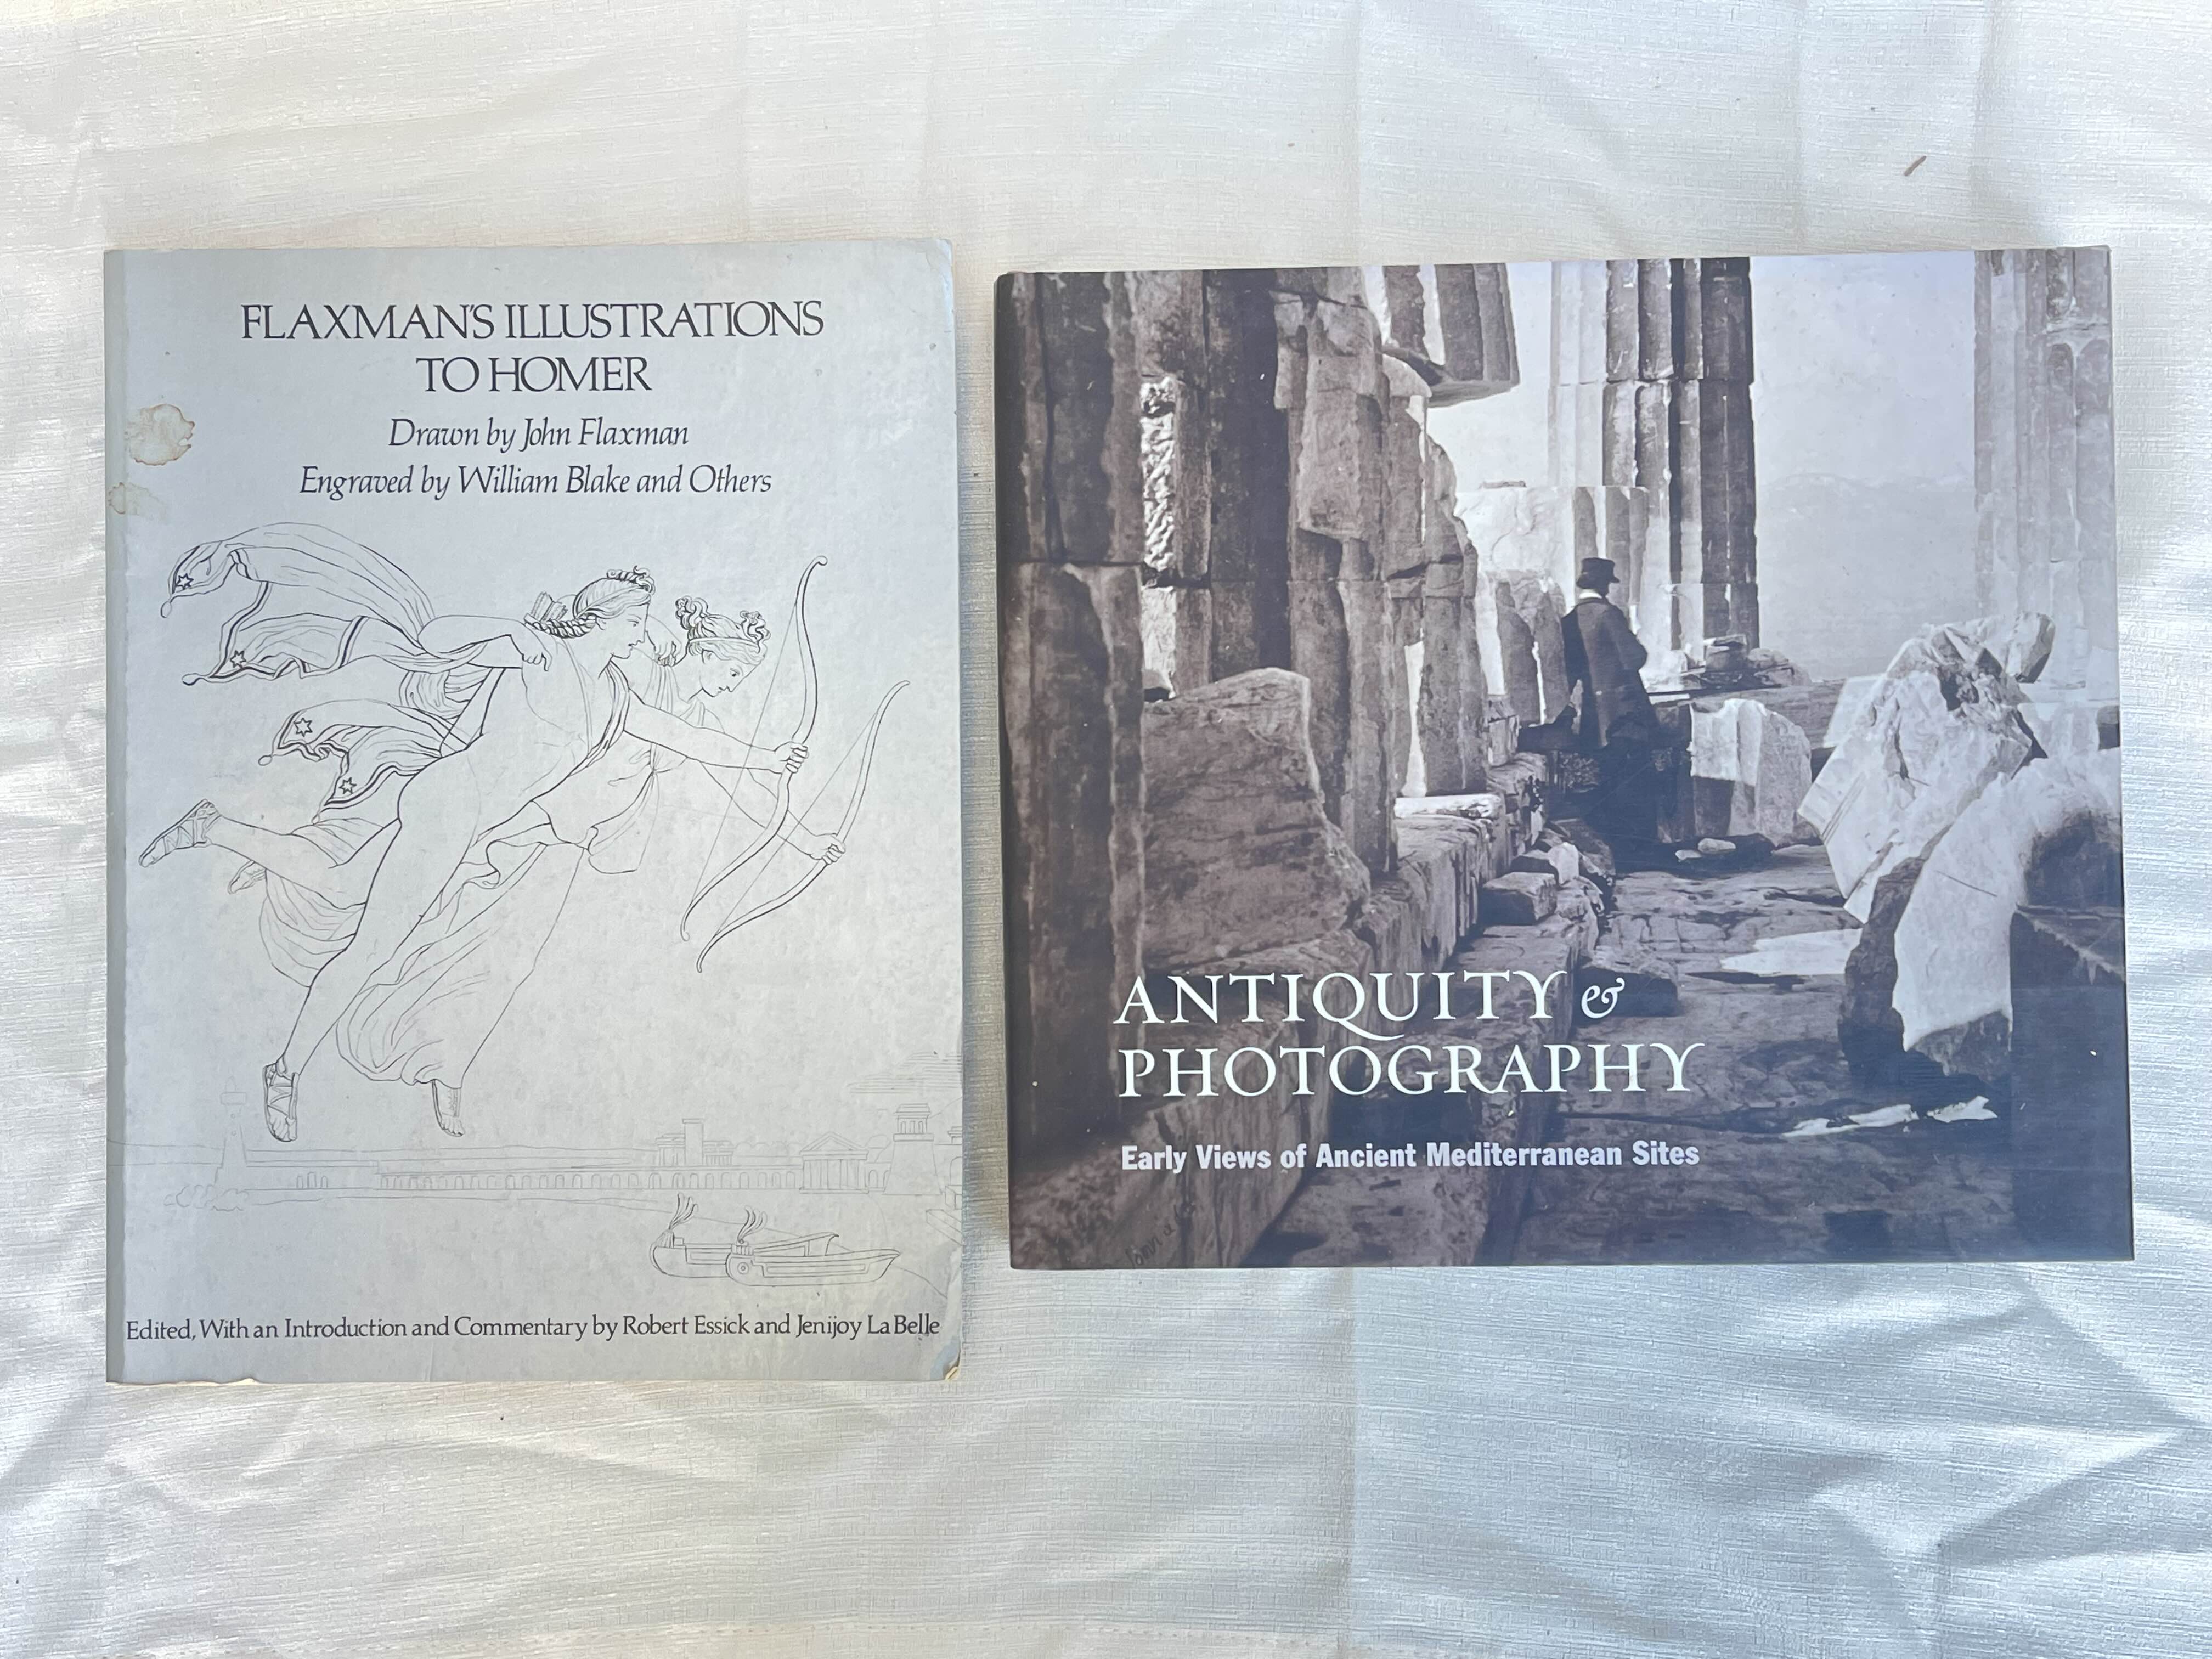 FLAXMAN'S ILLUSTRATIONS
TO HOMER
Drawn by John Flaxman
Engraved by William Blake and Others
Edited, With an Introduction and Commentary by Robert Essick and Jenijoy La Belle
ANTIQUITY &
PHOTOGRAPHY
Early Views of Ancient Mediterranean Sites